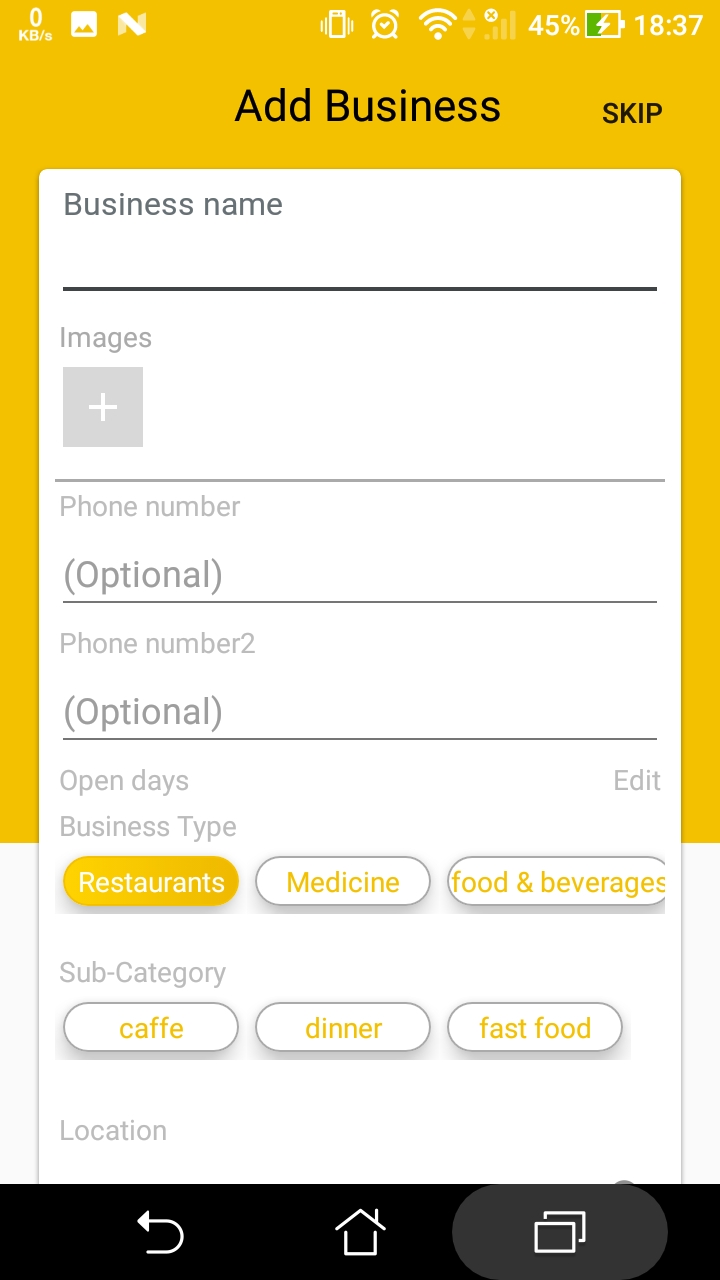 0
KB/s
45%
18:37
Add Business
SKIP
Business name
Images
Phone number
(Optional)
Phone number2
(Optional)
Open days
Edit
Business Type
Restaurants
Medicine
food & beverages
Sub-Category
caffe
dinner
fast food
Location